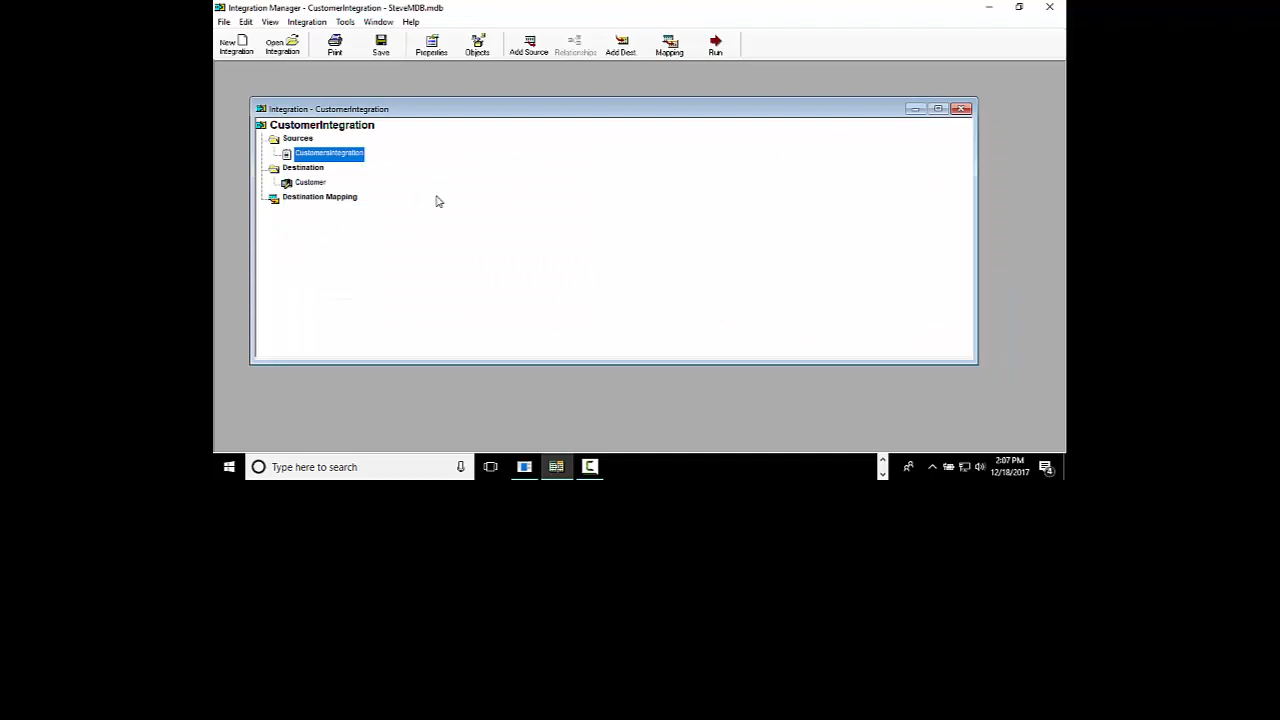 Integration Manager - CustomerIntegration - SteveMDB.mdb
File Edit View Integration Tools Window Help
New Integration
Open Integration
Print
Save
Properties
Objects
Add Source
Relationships
Add Dest.
Mapping
Run
Integration - CustomerIntegration
CustomerIntegration
Sources
CustomersIntegration
Destination
Customer
Destination Mapping
Type here to search
2:07 PM
12/18/2017
4